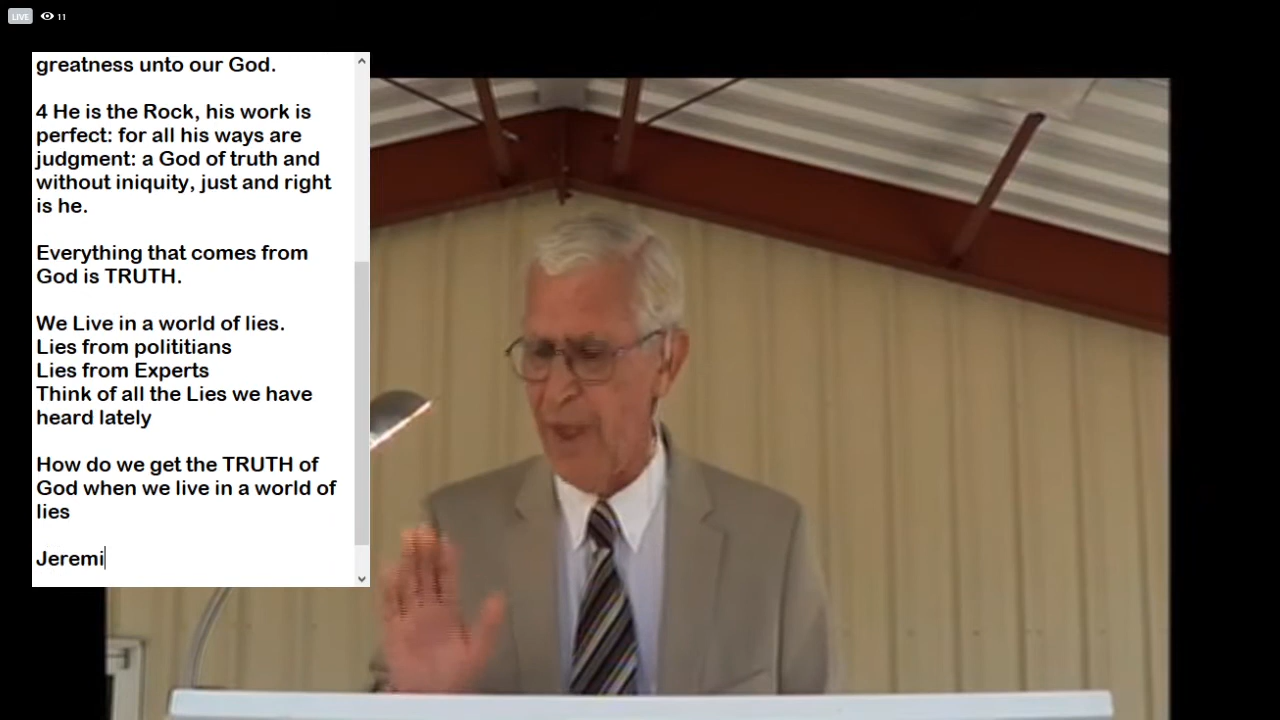 LIVE 11
greatness unto our God.
4 He is the Rock, his work is
perfect: for all his ways are
judgment: a God of truth and
without iniquity, just and right
is he.
Everything that comes from
God is TRUTH.
We Live in a world of lies.
Lies from polititians
Lies from Experts
Think of all the Lies we have
heard lately
How do we get the TRUTH of
God when we live in a world of
lies
Jeremi